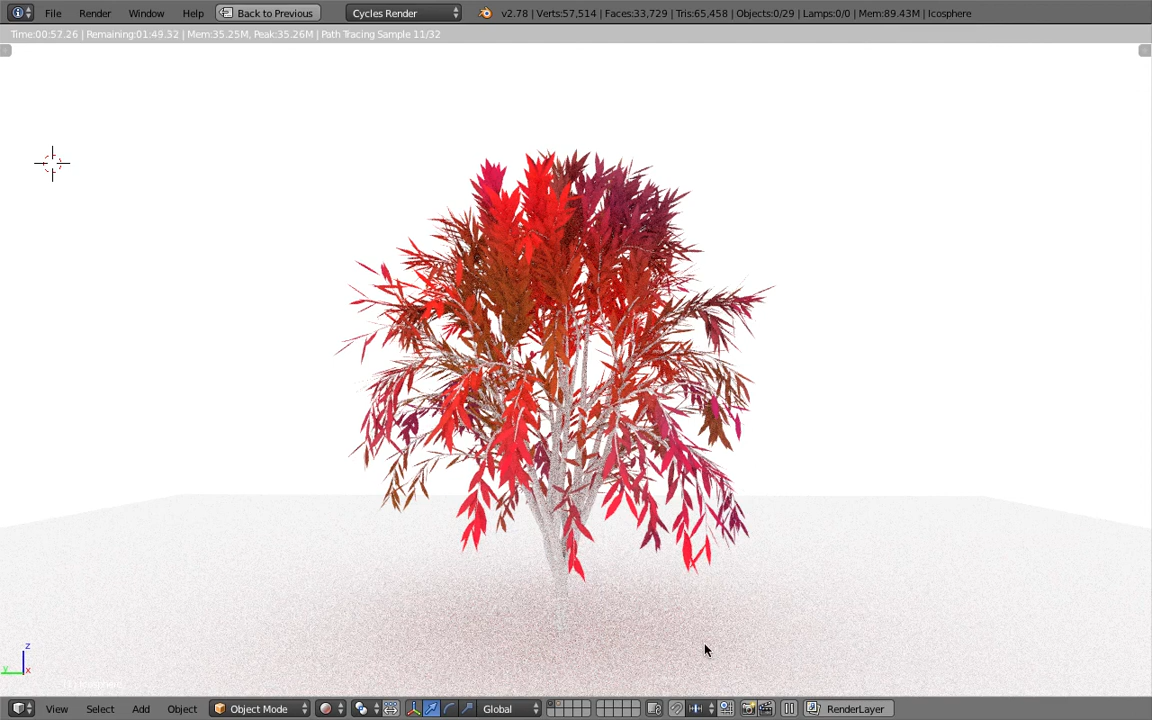 File Render Window Help Back to Previous Cycles Render v2.78 | Verts:57,514 | Faces:33,729 | Tris:65,458 | Objects:0/29 | Lamps:0/0 | Mem:89.43M | Icosphere
Time:00:57.26 | Remaining:01:49.32 | Mem:35.25M, Peak:35.26M | Path Tracing Sample 11/32
z
y x
(1) Icosphere
View Select Add Object Object Mode Global RenderLayer